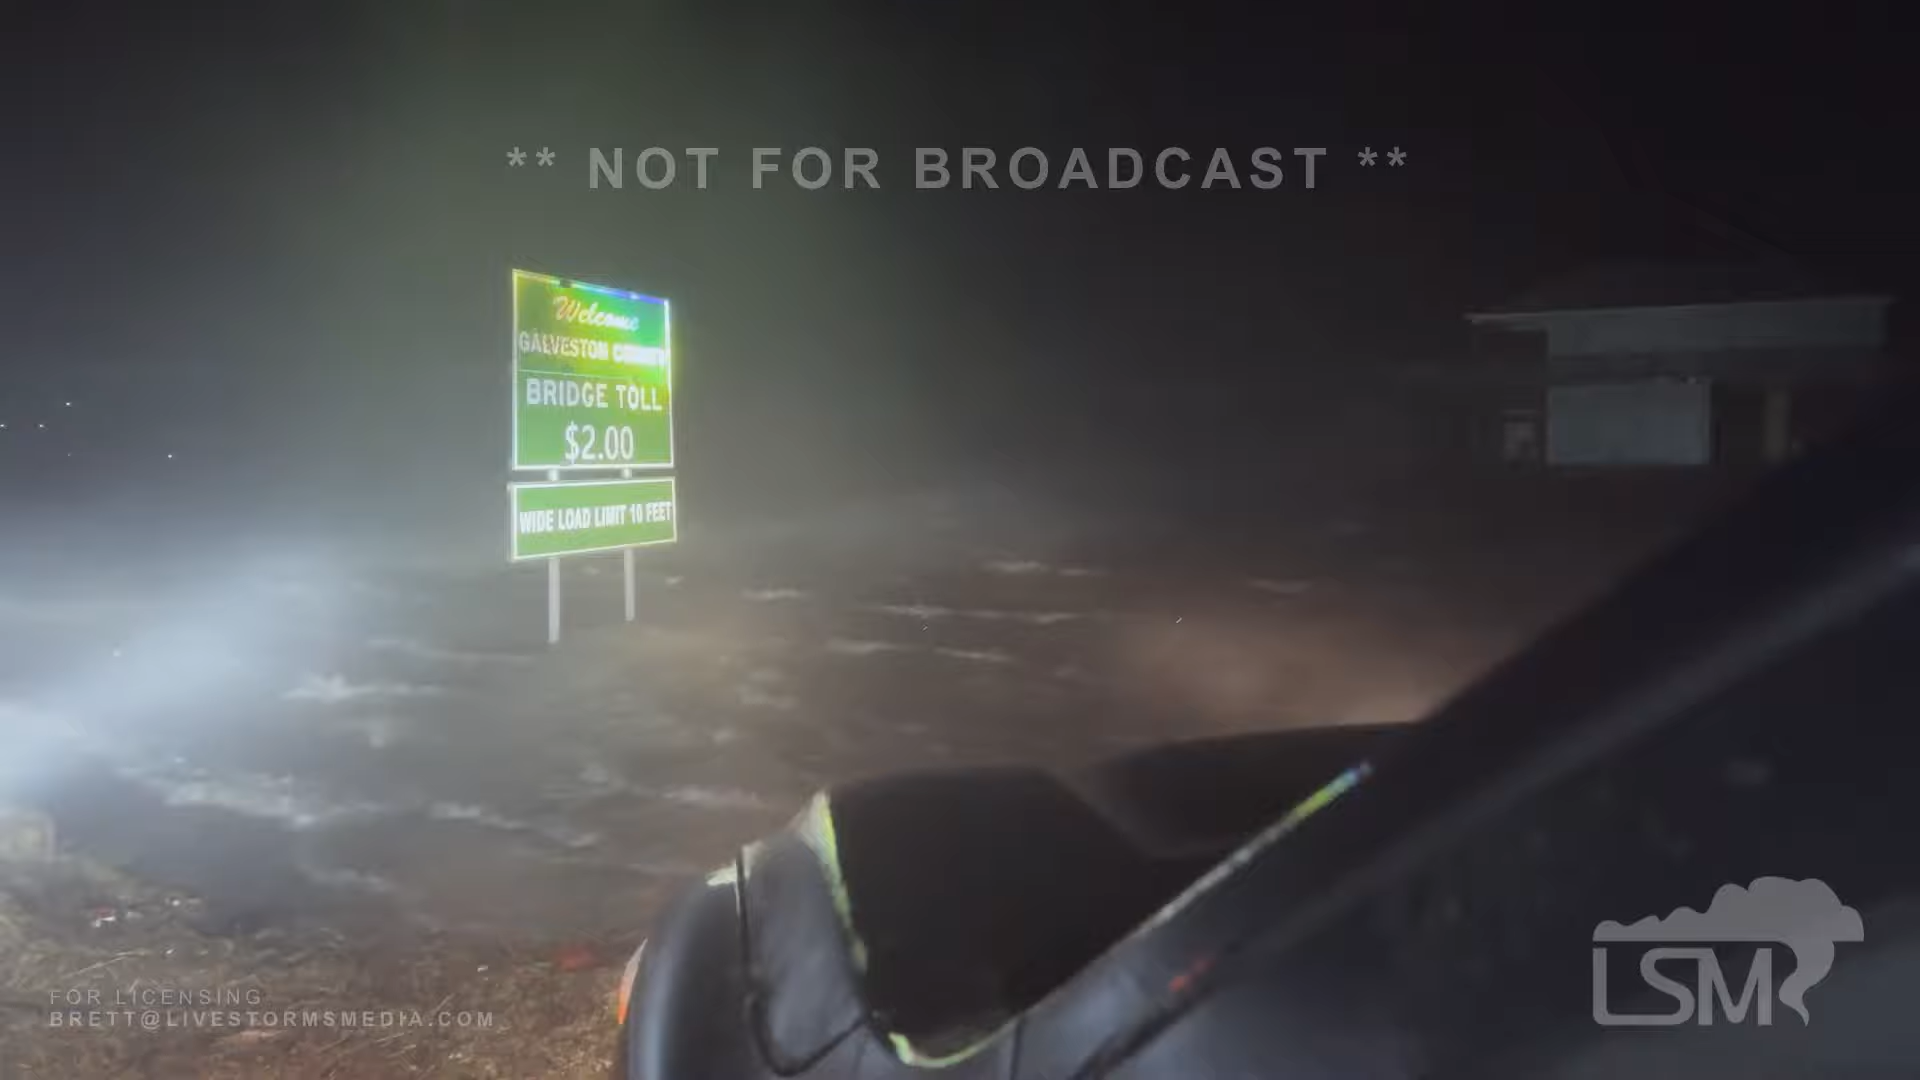 ** NOT FOR BROADCAST **
Welcome
GALVESTON COUNTY
BRIDGE TOLL
$2.00
WIDE LOAD LIMIT 10 FEET
FOR LICENSING
BRETT@LIVESTORMSMEDIA.COM
LSM